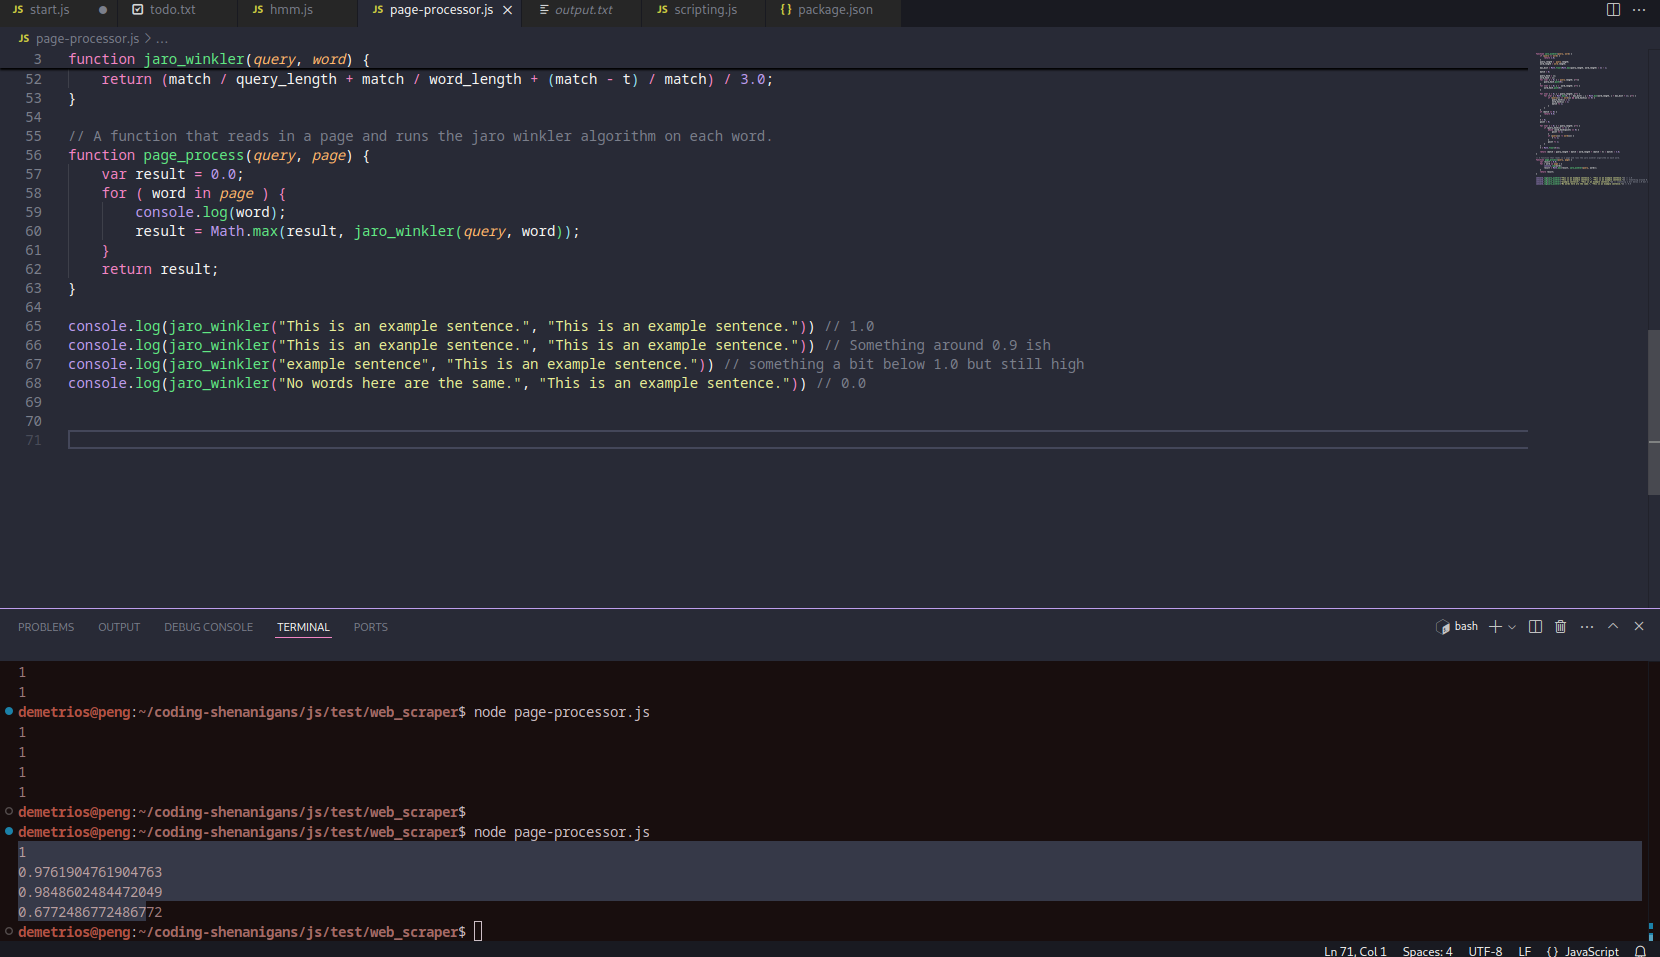 JS start.js ● todo.txt JS hmm.js JS page-processor.js × output.txt JS scripting.js {} package.json ···
JS page-processor.js > ...
3 function jaro_winkler(query, word) {
52 return (match / query_length + match / word_length + (match - t) / match) / 3.0;
53 }
54
55 // A function that reads in a page and runs the jaro winkler algorithm on each word.
56 function page_process(query, page) {
57 var result = 0.0;
58 for ( word in page ) {
59 console.log(word);
60 result = Math.max(result, jaro_winkler(query, word));
61 }
62 return result;
63 }
64
65 console.log(jaro_winkler("This is an example sentence.", "This is an example sentence.")) // 1.0
66 console.log(jaro_winkler("This is an exanple sentence.", "This is an example sentence.")) // Something around 0.9 ish
67 console.log(jaro_winkler("example sentence", "This is an example sentence.")) // something a bit below 1.0 but still high
68 console.log(jaro_winkler("No words here are the same.", "This is an example sentence.")) // 0.0
69
70
71
PROBLEMS OUTPUT DEBUG CONSOLE TERMINAL PORTS bash
1
1
demetrios@peng:~/coding-shenanigans/js/test/web_scraper$ node page-processor.js
1
1
1
1
demetrios@peng:~/coding-shenanigans/js/test/web_scraper$
demetrios@peng:~/coding-shenanigans/js/test/web_scraper$ node page-processor.js
1
0.9761904761904763
0.9848602484472049
0.6772486772486772
demetrios@peng:~/coding-shenanigans/js/test/web_scraper$
Ln 71, Col 1 Spaces: 4 UTF-8 LF {} JavaScript